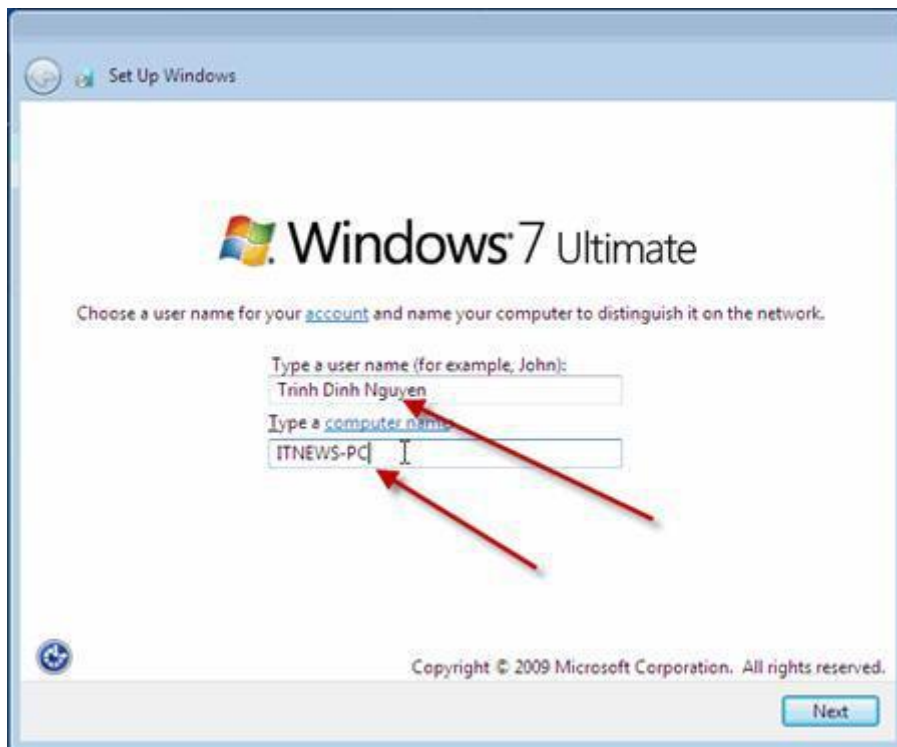 Set Up Windows
Windows 7 Ultimate
Choose a user name for your account and name your computer to distinguish it on the network.
Type a user name (for example, John):
Trinh Dinh Nguyen
Type a computer name:
ITNEWS-PC
Copyright © 2009 Microsoft Corporation. All rights reserved.
Next